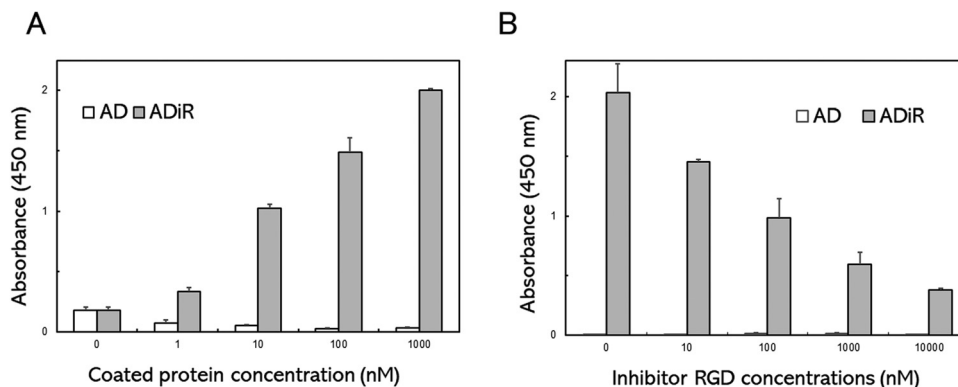 A
Absorbance (450 nm)
2
1
0
AD ADiR
0 1 10 100 1000
Coated protein concentration (nM)
B
Absorbance (450 nm)
2
1
0
AD ADiR
0 10 100 1000 10000
Inhibitor RGD concentrations (nM)